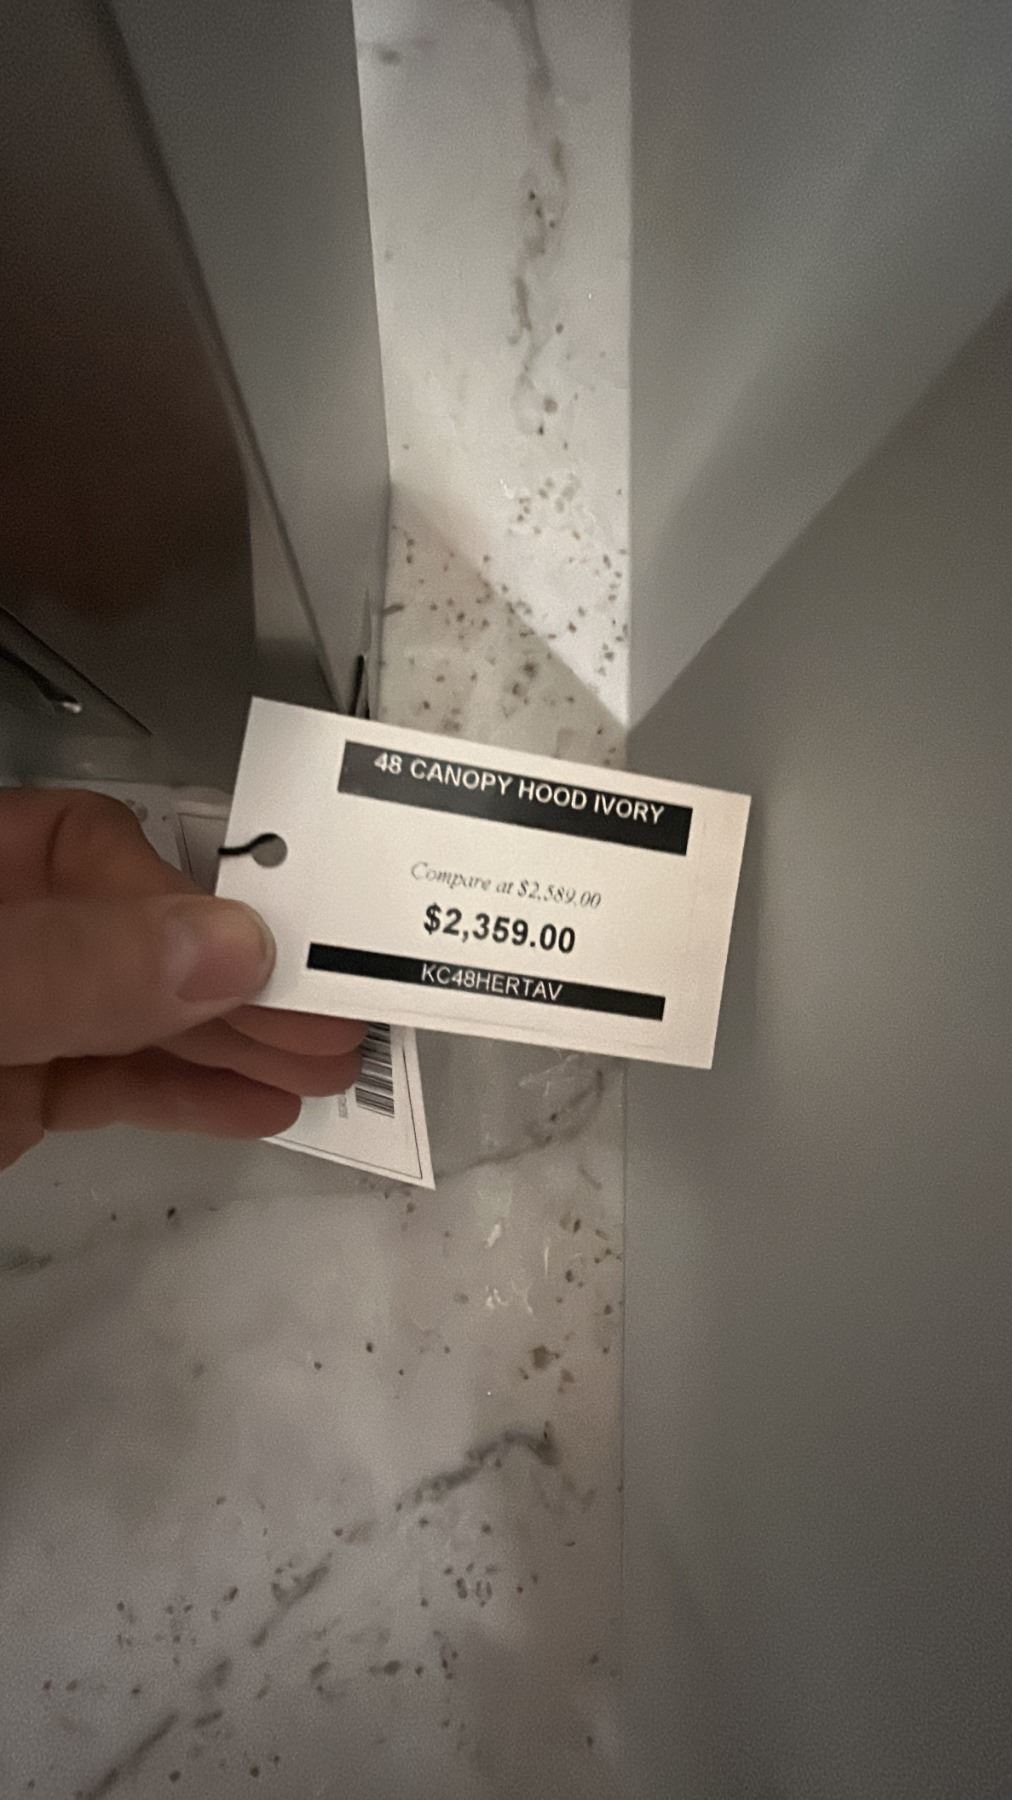 48 CANOPY HOOD IVORY
Compare at $2,589.00
$2,359.00
KC48HERTAV